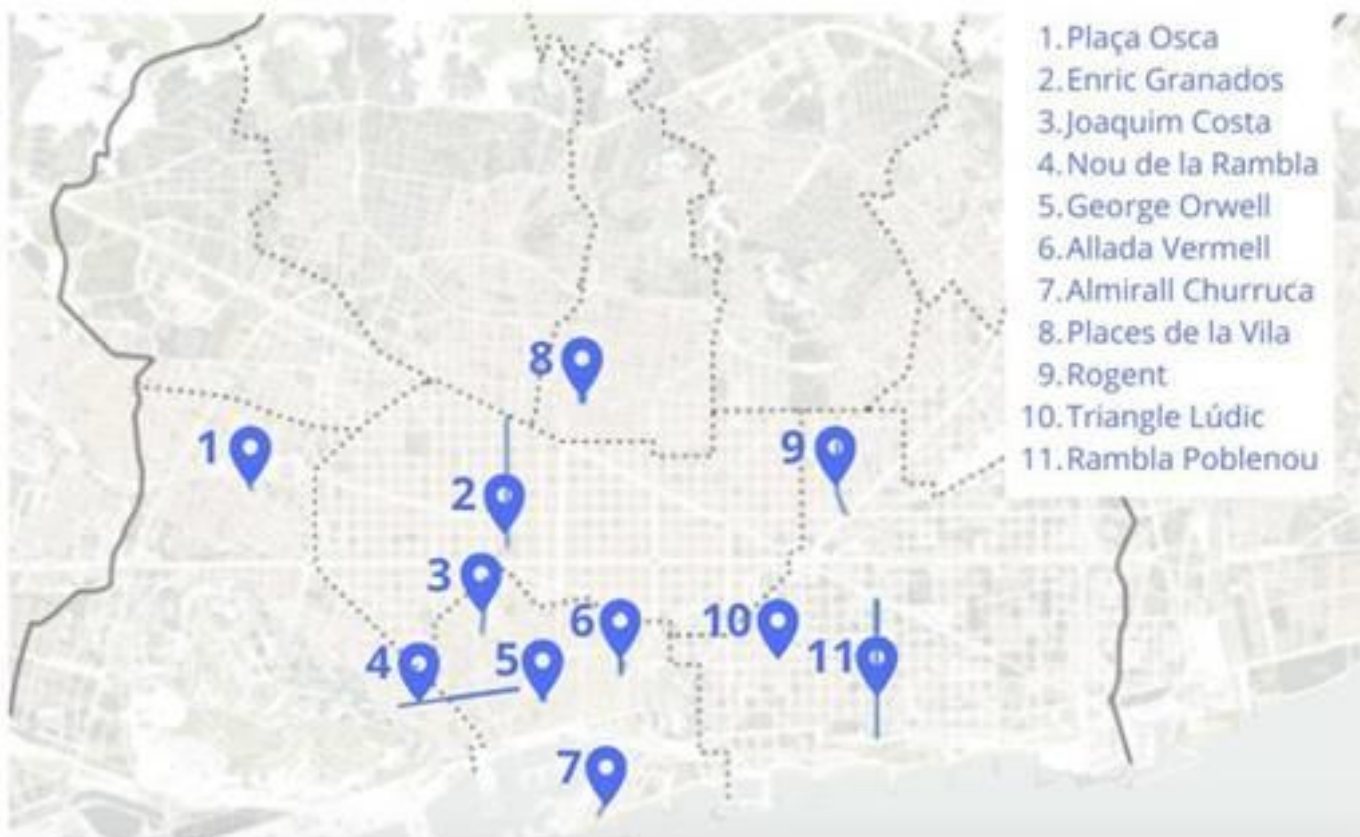 1. Plaça Osca
2. Enric Granados
3. Joaquim Costa
4. Nou de la Rambla
5. George Orwell
6. Allada Vermell
7. Almirall Churruca
8. Places de la Vila
9. Rogent
10. Triangle Lúdic
11. Rambla Poblenou
8
1
9
2
3
6
10
4
5
11
7